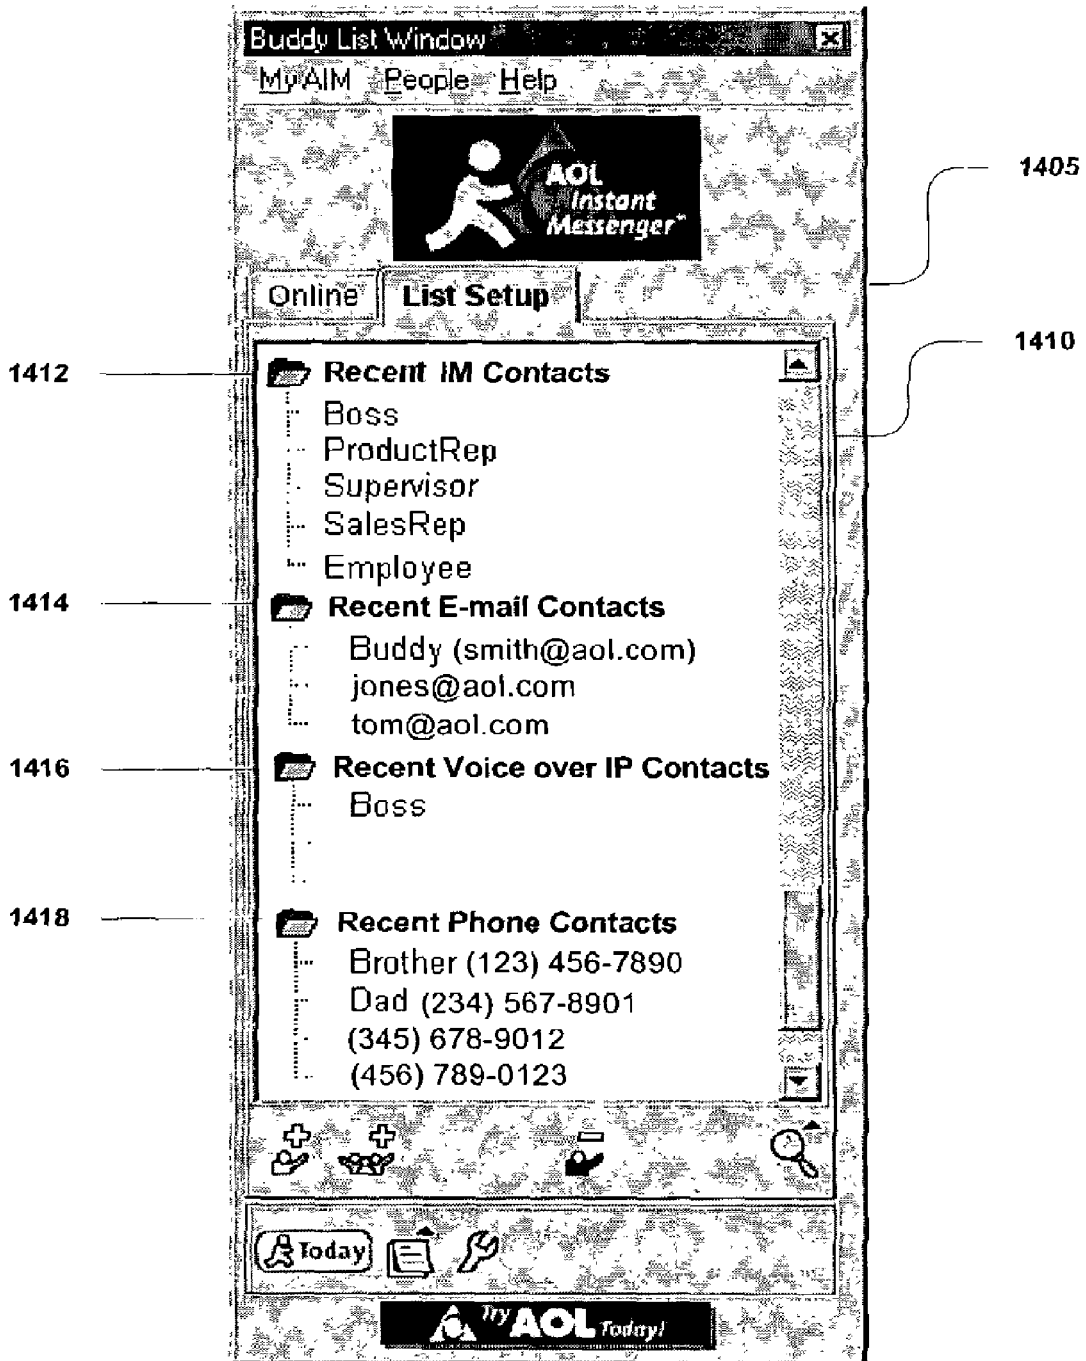 Buddy List Window
My AIM People Help
AOL
Instant
Messenger
1405
Online List Setup
1410
1412
Recent IM Contacts
Boss
ProductRep
Supervisor
SalesRep
Employee
1414
Recent E-mail Contacts
Buddy (smith@aol.com)
jones@aol.com
tom@aol.com
1416
Recent Voice over IP Contacts
Boss
1418
Recent Phone Contacts
Brother (123) 456-7890
Dad (234) 567-8901
(345) 678-9012
(456) 789-0123
Today
Try AOL Today!